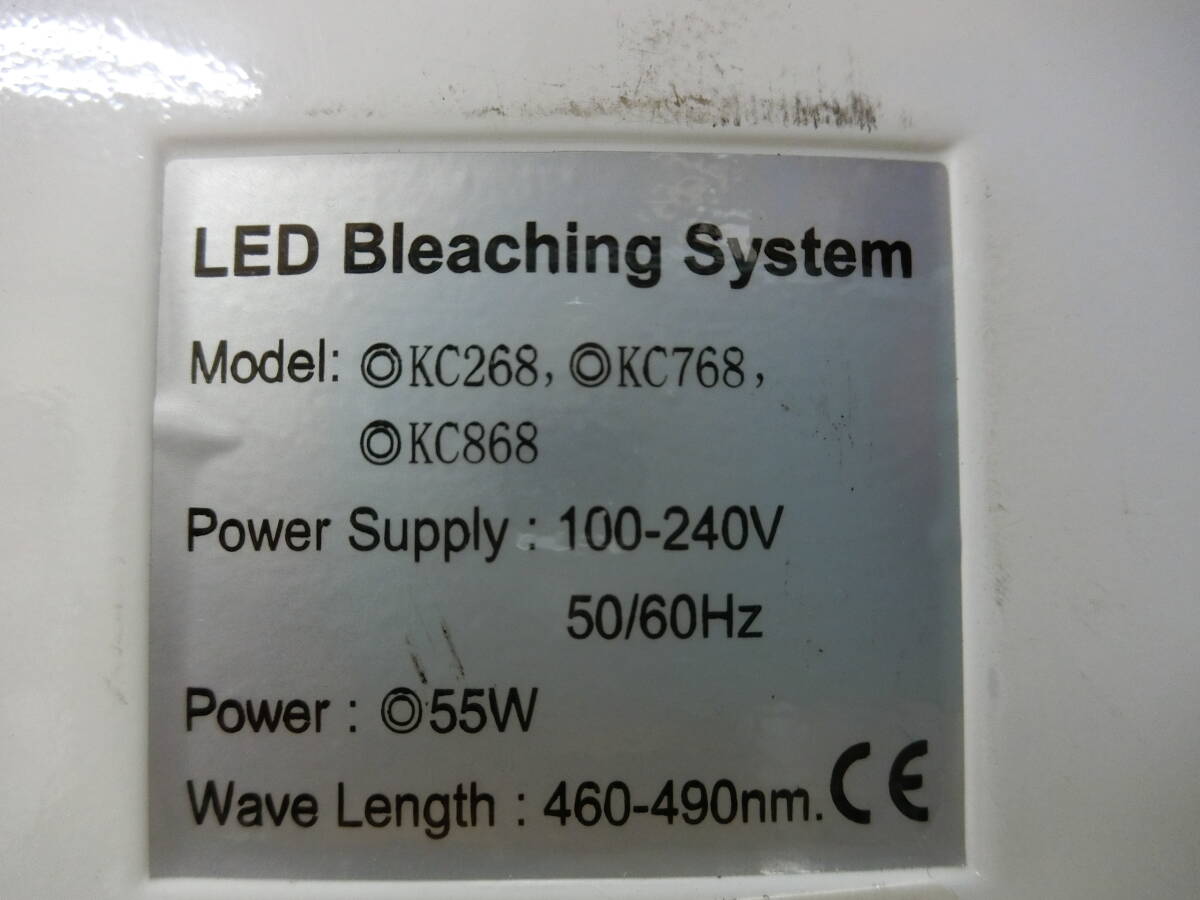 LED Bleaching System
Model: ◎KC268, ◎KC768,
◎KC868
Power Supply : 100-240V
50/60Hz
Power : ◎55W
Wave Length : 460-490nm. CE